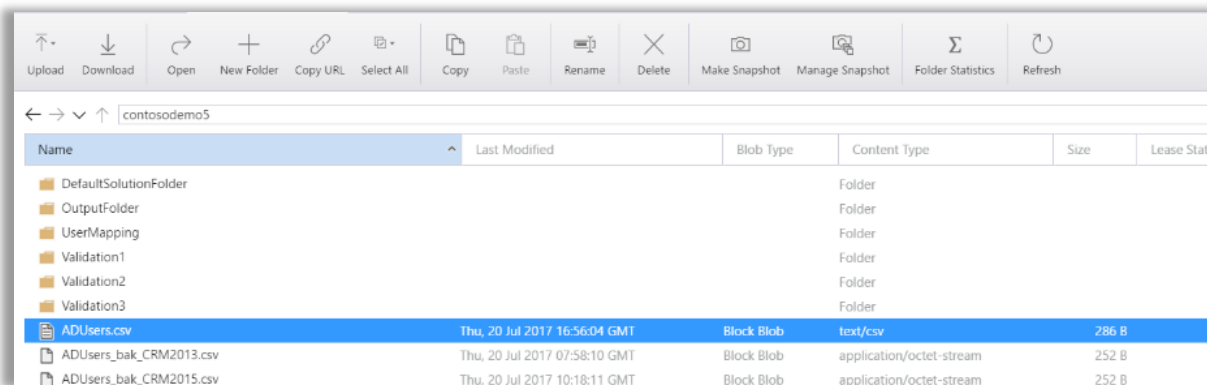 Upload Download Open New Folder Copy URL Select All Copy Paste Rename Delete Make Snapshot Manage Snapshot Folder Statistics Refresh
contosodemo5
Name Last Modified Blob Type Content Type Size Lease Stat
DefaultSolutionFolder Folder
OutputFolder Folder
UserMapping Folder
Validation1 Folder
Validation2 Folder
Validation3 Folder
ADUsers.csv Thu, 20 Jul 2017 16:56:04 GMT Block Blob text/csv 286 B
ADUsers_bak_CRM2013.csv Thu, 20 Jul 2017 07:58:10 GMT Block Blob application/octet-stream 252 B
ADUsers_bak_CRM2015.csv Thu, 20 Jul 2017 10:18:11 GMT Block Blob application/octet-stream 252 B